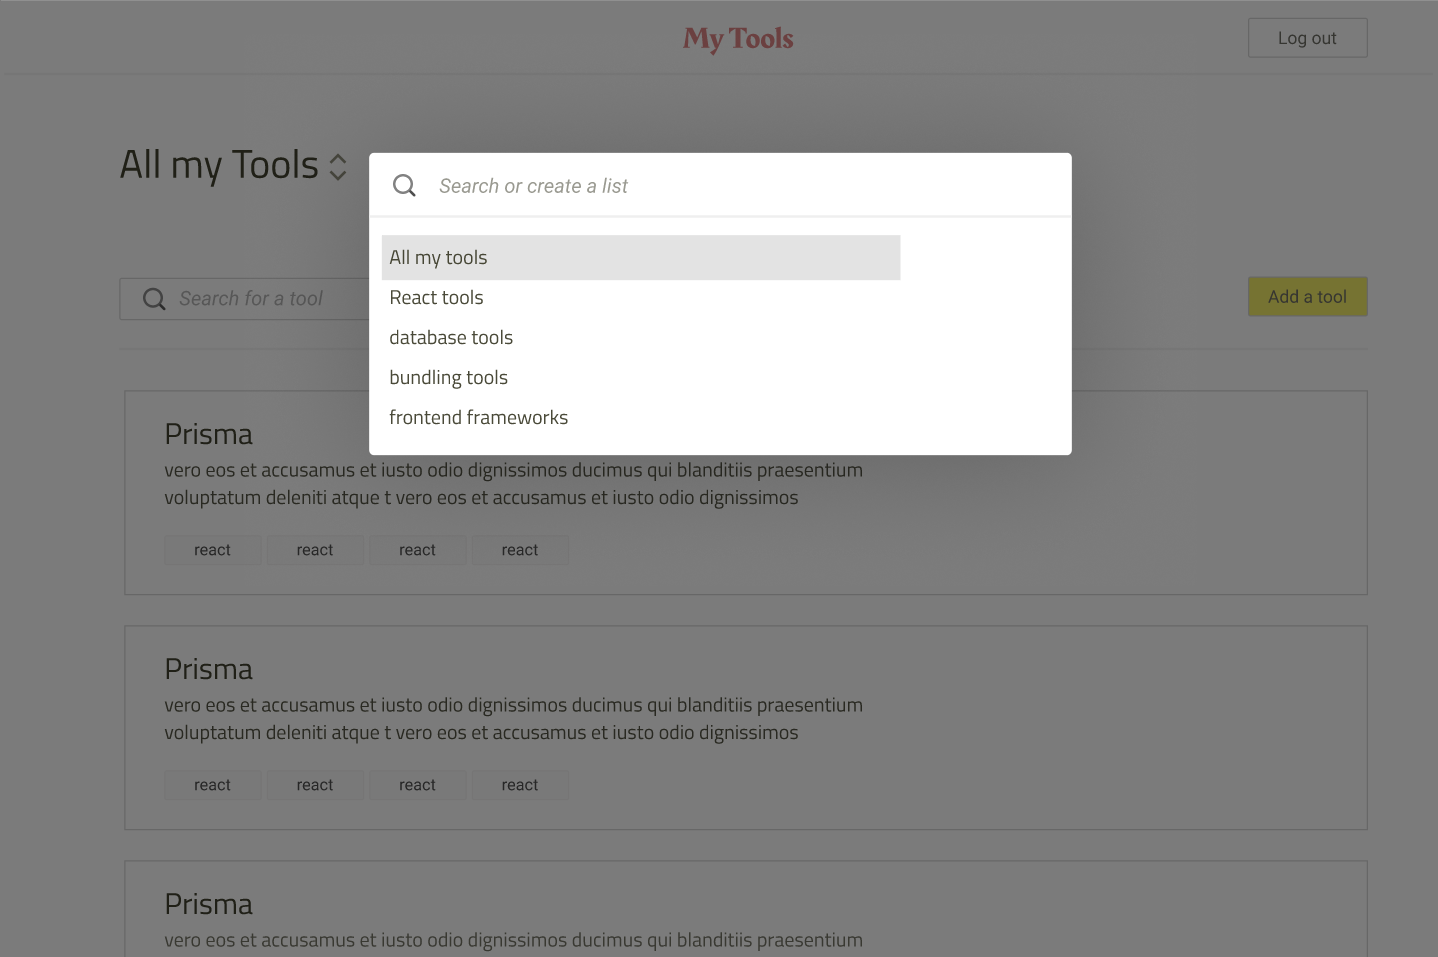 My Tools
Log out
All my Tools
Search or create a list
All my tools
React tools
database tools
bundling tools
frontend frameworks
Search for a tool
Add a tool
Prisma
vero eos et accusamus et iusto odio dignissimos ducimus qui blanditiis praesentium
voluptatum deleniti atque t vero eos et accusamus et iusto odio dignissimos
react react react react
Prisma
vero eos et accusamus et iusto odio dignissimos ducimus qui blanditiis praesentium
voluptatum deleniti atque t vero eos et accusamus et iusto odio dignissimos
react react react react
Prisma
vero eos et accusamus et iusto odio dignissimos ducimus qui blanditiis praesentium